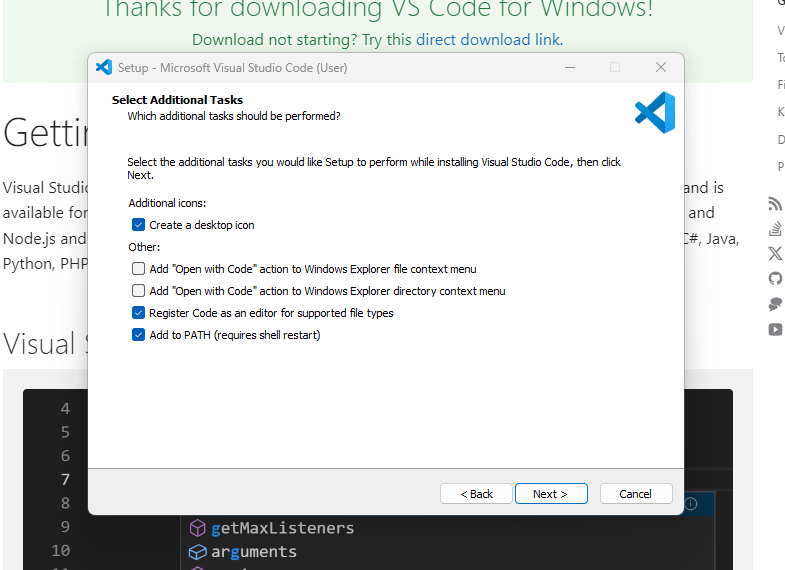 Thanks for downloading VS Code for Windows!
Download not starting? Try this direct download link.
Setup - Microsoft Visual Studio Code (User)
Select Additional Tasks
Which additional tasks should be performed?
Select the additional tasks you would like Setup to perform while installing Visual Studio Code, then click
Next.
Additional icons:
Create a desktop icon
Other:
Add "Open with Code" action to Windows Explorer file context menu
Add "Open with Code" action to Windows Explorer directory context menu
Register Code as an editor for supported file types
Add to PATH (requires shell restart)
< Back
Next >
Cancel
and is
available for
and
Node.js and
C#, Java,
Python, PHP
Visual
4
5
6
7
8
9
getMaxListeners
10
arguments